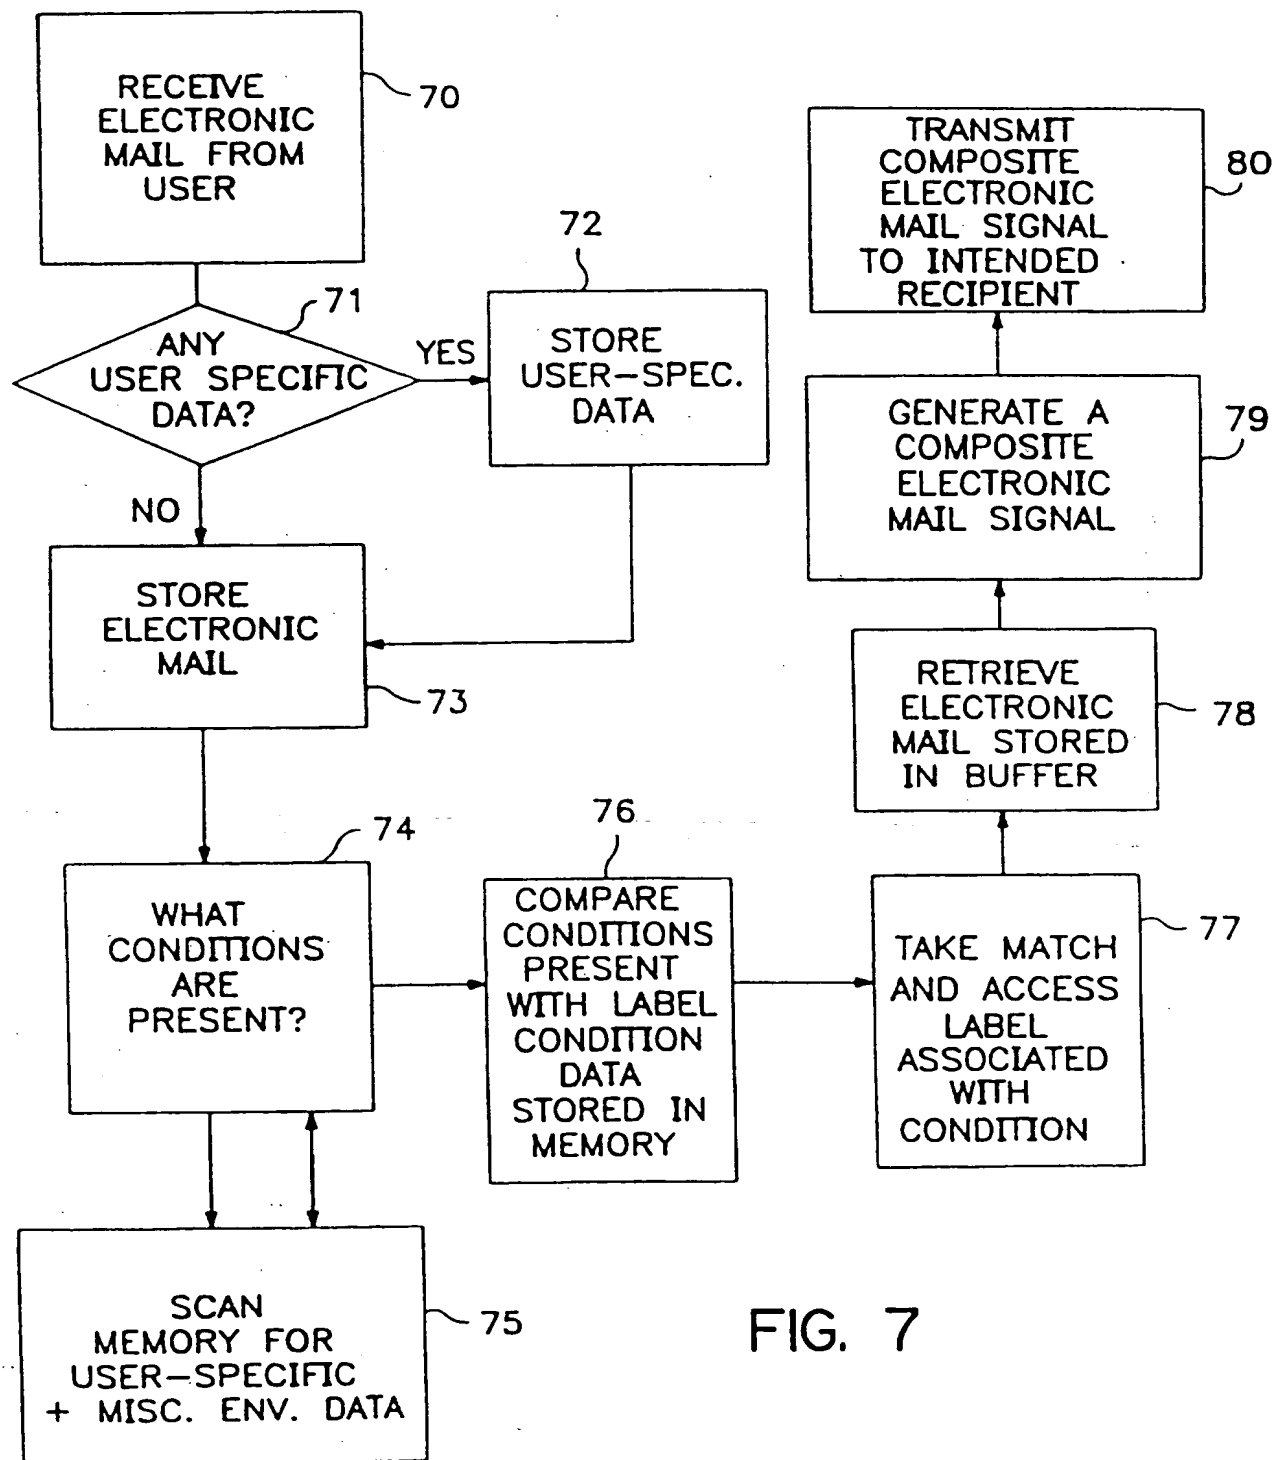 RECEIVE
ELECTRONIC
MAIL FROM
USER
70
ANY
USER SPECIFIC
DATA?
71
YES
NO
72
STORE
USER-SPEC.
DATA
STORE
ELECTRONIC
MAIL
73
74
WHAT
CONDITIONS
ARE
PRESENT?
SCAN
MEMORY FOR
USER-SPECIFIC
+ MISC. ENV. DATA
75
76
COMPARE
CONDITIONS
PRESENT
WITH LABEL
CONDITION
DATA
STORED IN
MEMORY
TAKE MATCH
AND ACCESS
LABEL
ASSOCIATED
WITH
CONDITION
77
RETRIEVE
ELECTRONIC
MAIL STORED
IN BUFFER
78
GENERATE A
COMPOSITE
ELECTRONIC
MAIL SIGNAL
79
TRANSMIT
COMPOSITE
ELECTRONIC
MAIL SIGNAL
TO INTENDED
RECIPIENT
80
FIG. 7